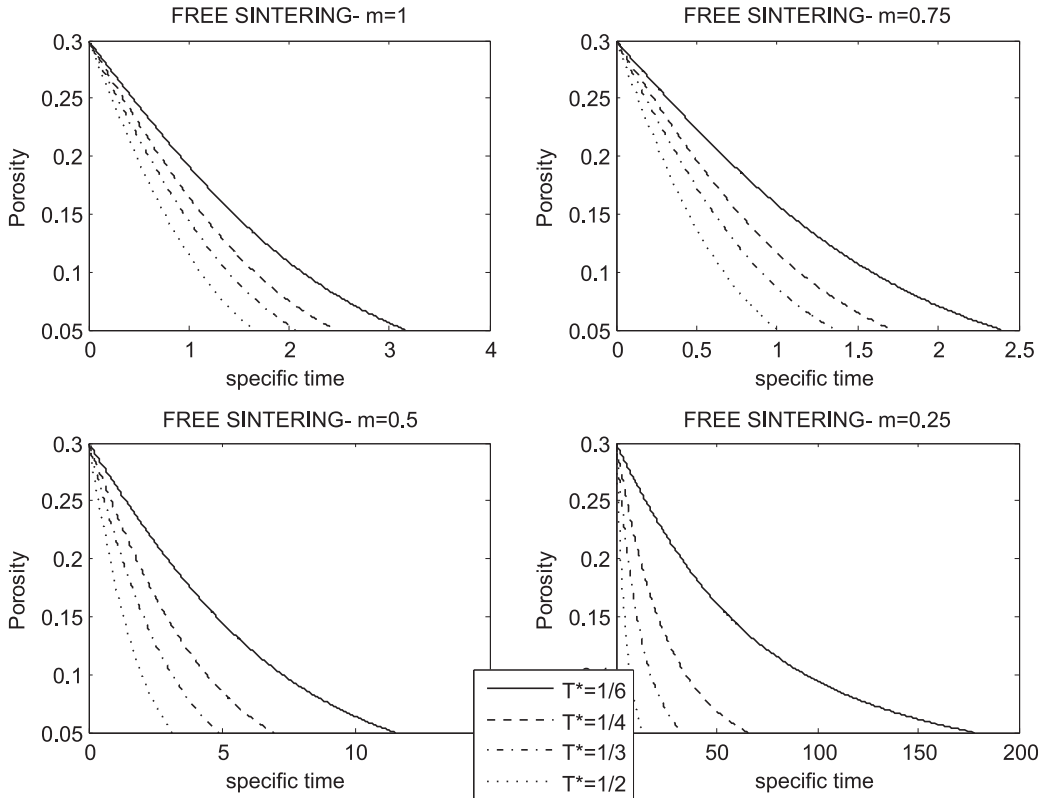 FREE SINTERING- m=1
0.3
0.25
0.2
0.15
0.1
0.05
Porosity
0 1 2 3 4
specific time
FREE SINTERING- m=0.75
0.3
0.25
0.2
0.15
0.1
0.05
Porosity
0 0.5 1 1.5 2 2.5
specific time
FREE SINTERING- m=0.5
0.3
0.25
0.2
0.15
0.1
0.05
Porosity
0 5 10
specific time
FREE SINTERING- m=0.25
0.3
0.25
0.2
0.15
Porosity
50 100 150 200
specific time
T*=1/6
T*=1/4
T*=1/3
T*=1/2